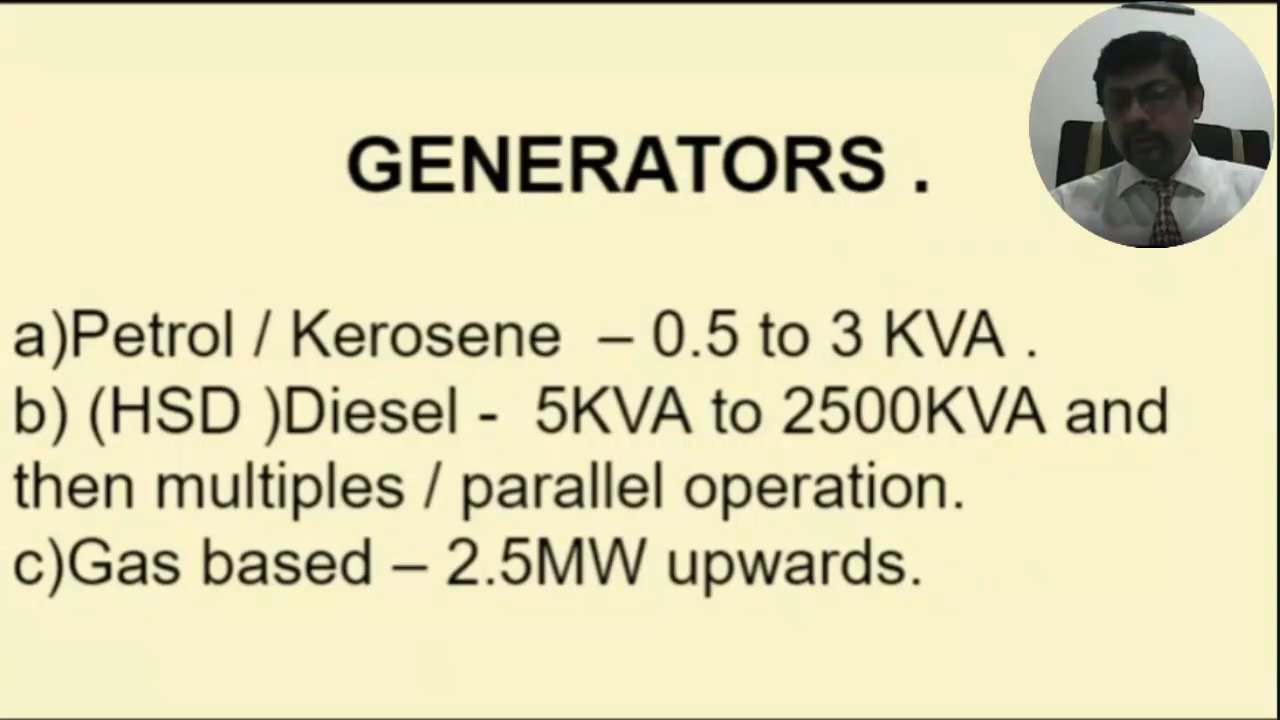 GENERATORS .
a)Petrol / Kerosene – 0.5 to 3 KVA .
b) (HSD )Diesel - 5KVA to 2500KVA and
then multiples / parallel operation.
c)Gas based – 2.5MW upwards.